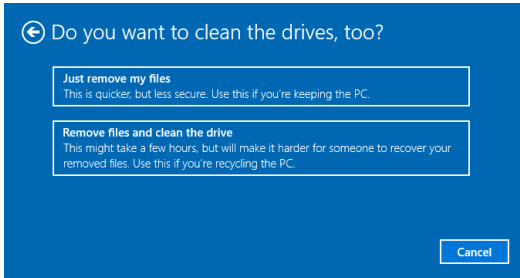 Do you want to clean the drives, too?
Just remove my files
This is quicker, but less secure. Use this if you're keeping the PC.
Remove files and clean the drive
This might take a few hours, but will make it harder for someone to recover your
removed files. Use this if you're recycling the PC.
Cancel